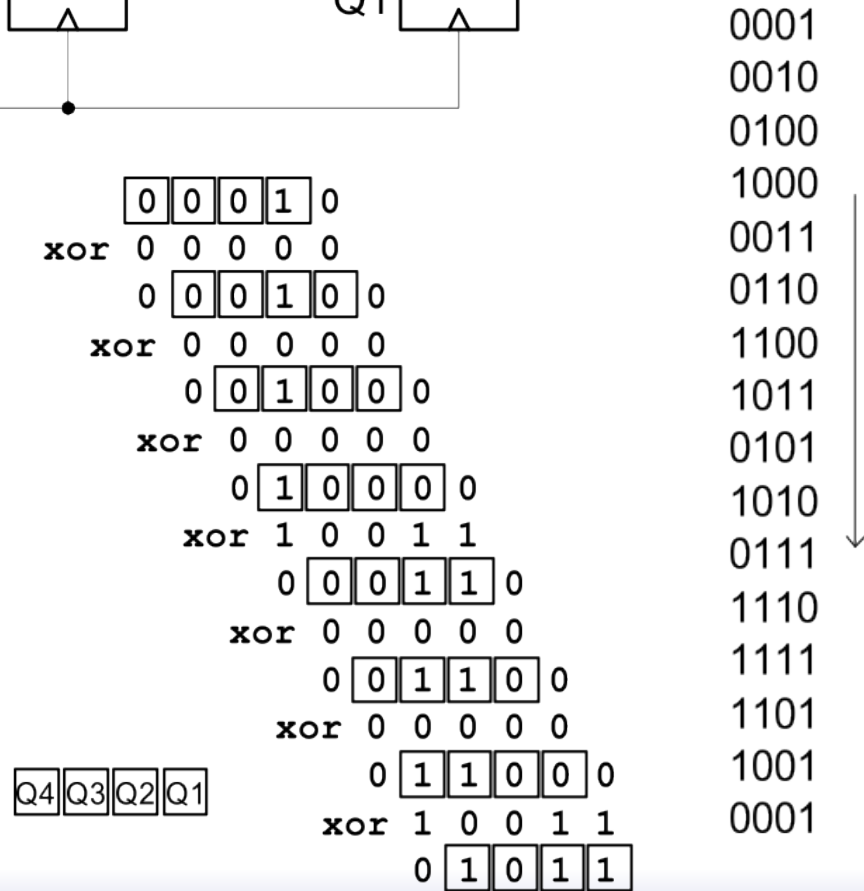 Q1
0 0 0 1 0
xor 0 0 0 0 0
0 0 0 1 0 0
xor 0 0 0 0 0
0 0 1 0 0 0
xor 0 0 0 0 0
0 1 0 0 0 0
xor 1 0 0 1 1
0 0 0 1 1 0
xor 0 0 0 0 0
0 0 1 1 0 0
xor 0 0 0 0 0
0 1 1 0 0 0
xor 1 0 0 1 1
0 1 0 1 1
Q4 Q3 Q2 Q1
0001
0010
0100
1000
0011
0110
1100
1011
0101
1010
0111
1110
1111
1101
1001
0001